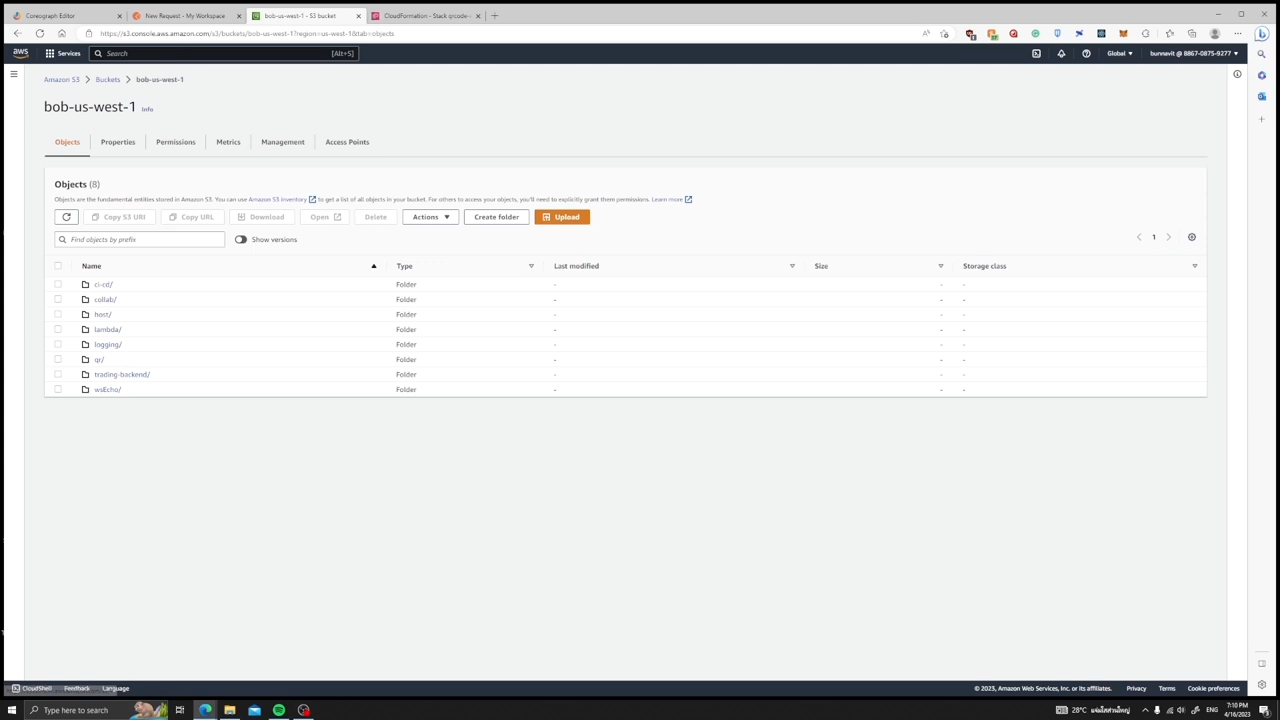 Coreograph Editor
New Request - My Workspace
bob-us-west-1 - S3 bucket
CloudFormation - Stack qrcode-
https://s3.console.aws.amazon.com/s3/buckets/bob-us-west-1?region=us-west-1&tab=objects
aws Services Search [Alt+S] Global bunnavit @ 8867-0875-9277
Amazon S3 > Buckets > bob-us-west-1
bob-us-west-1 Info
Objects Properties Permissions Metrics Management Access Points
Objects (8)
Objects are the fundamental entities stored in Amazon S3. You can use Amazon S3 inventory to get a list of all objects in your bucket. For others to access your objects, you'll need to explicitly grant them permissions. Learn more
Copy S3 URI Copy URL Download Open Delete Actions Create folder Upload
Find objects by prefix Show versions 1
Name Type Last modified Size Storage class
ci-cd/ Folder - - -
collab/ Folder - - -
host/ Folder - - -
lambda/ Folder - - -
logging/ Folder - - -
qr/ Folder - - -
trading-backend/ Folder - - -
wsEcho/ Folder - - -
CloudShell Feedback Language © 2023, Amazon Web Services, Inc. or its affiliates. Privacy Terms Cookie preferences
Type here to search 28°C ENG 7:10 PM
4/16/2023